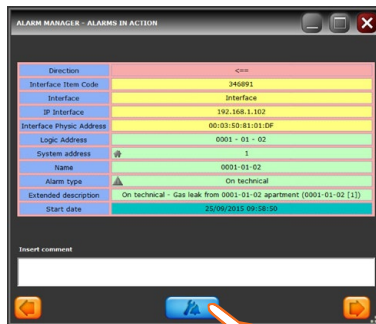 ALARM MANAGER - ALARMS IN ACTION
Direction <==
Interface Item Code 346891
Interface Interface
IP Interface 192.168.1.102
Interface Physic Address 00:03:50:81:01:DF
Logic Address 0001 - 01 - 02
System address 1
Name 0001-01-02
Alarm type On technical
Extended description On technical - Gas leak from 0001-01-02 apartment (0001-01-02 [1])
Start date 25/09/2015 09:58:50
Insert comment